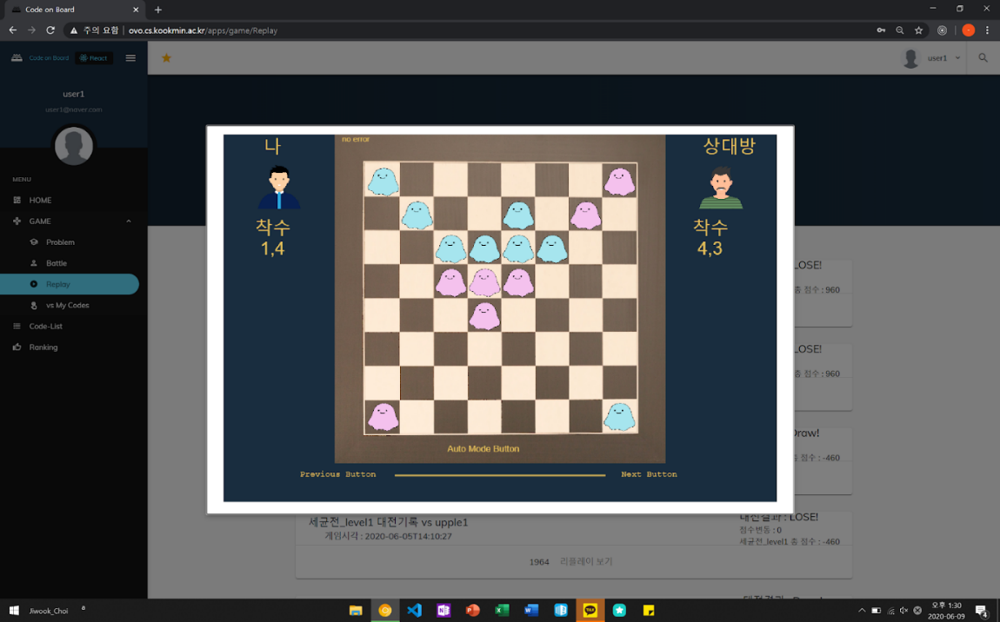 Code on Board
주의 요함 | ovo.cs.kookmin.ac.kr/apps/game/Replay
Code on Board
React
user1
user1
user1@naver.com
MENU
HOME
GAME
Problem
Battle
Replay
vs My Codes
Code-List
Ranking
no error
나
상대방
착수
1,4
착수
4,3
Auto Mode Button
Previous Button
Next Button
LOSE!
총 점수 : 960
LOSE!
총 점수 : 960
Draw!
총 점수 : -460
세균전_level1 대전기록 vs upple1
게임시각 : 2020-06-05T14:10:27
대전결과 : LOSE!
점수변동 : 0
세균전_level1 총 점수 : -460
1964 리플레이 보기
Jiwook_Choi
오후 1:30
2020-06-09
4